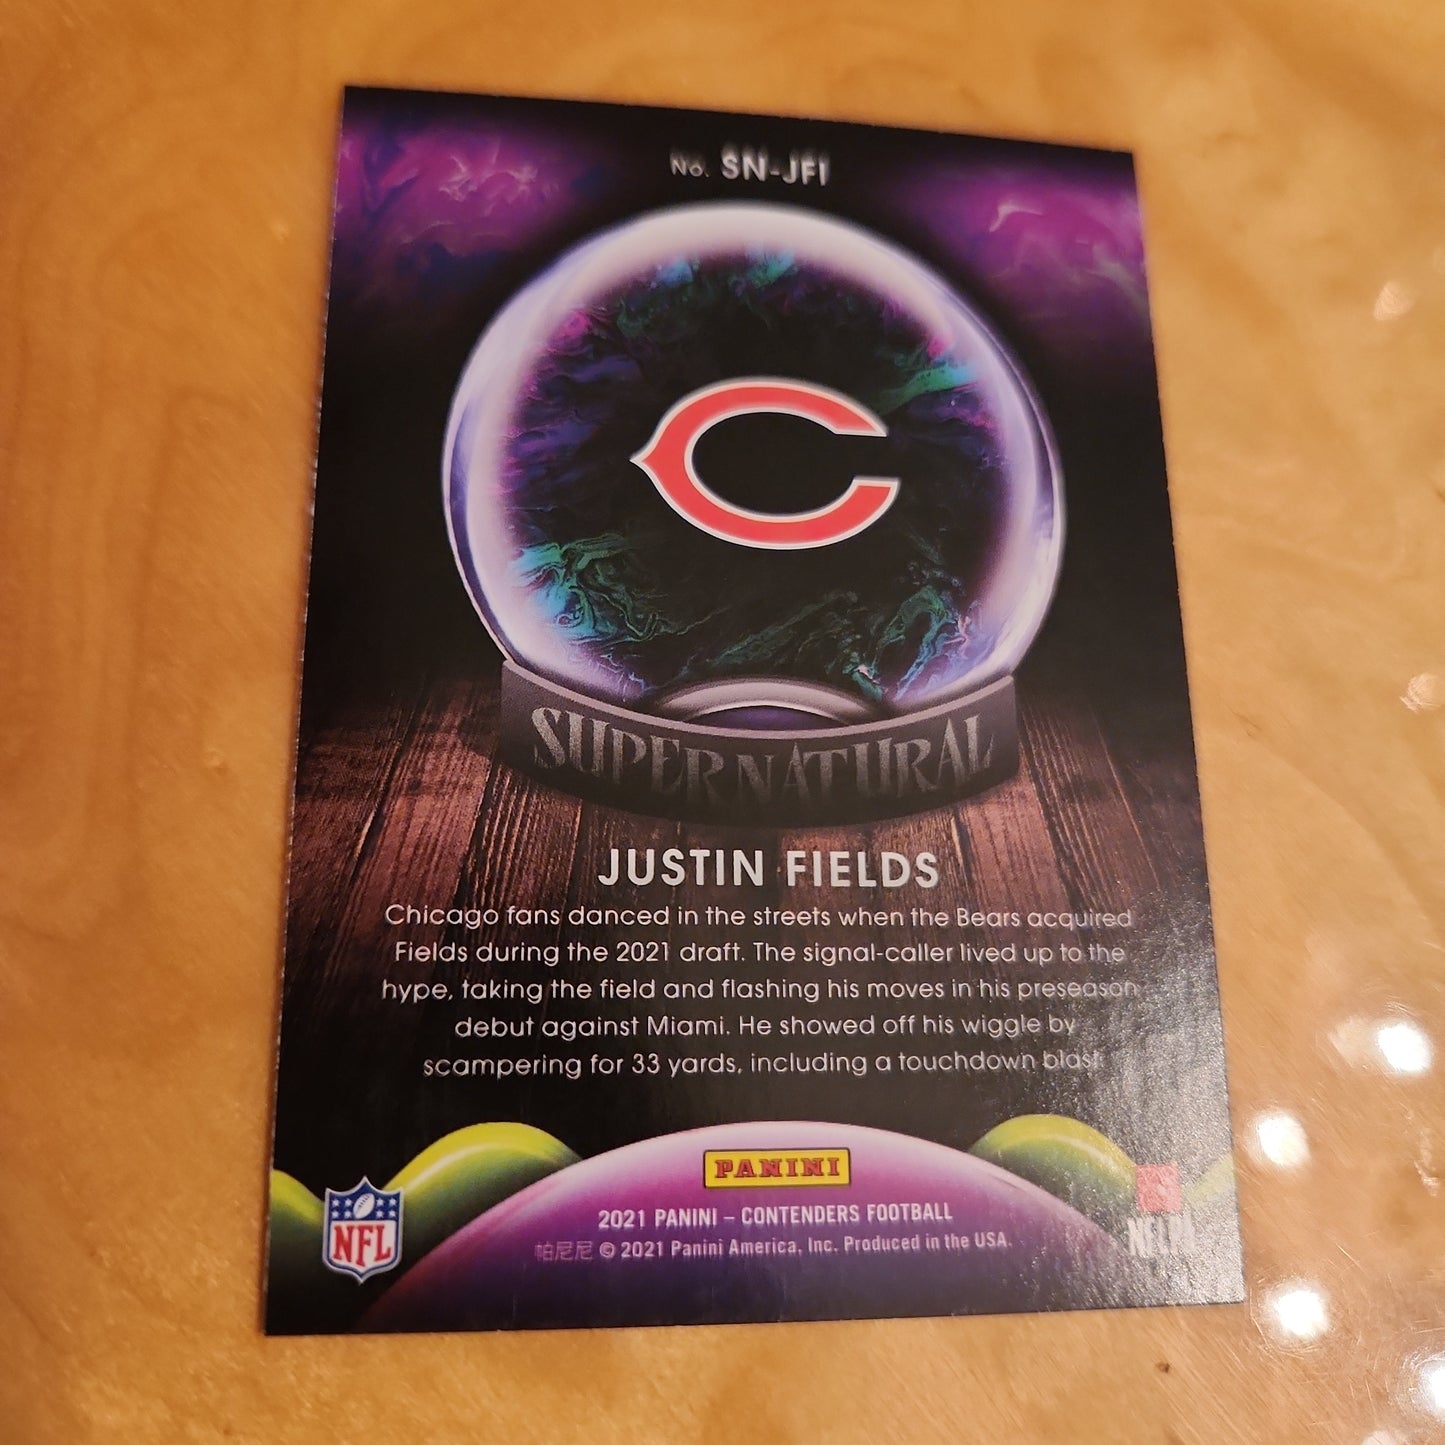 No. SN-JFI
SUPERNATURAL
JUSTIN FIELDS
Chicago fans danced in the streets when the Bears acquired
Fields during the 2021 draft. The signal-caller lived up to the
hype, taking the field and flashing his moves in his preseason
debut against Miami. He showed off his wiggle by
scampering for 33 yards, including a touchdown blast.
PANINI
2021 PANINI – CONTENDERS FOOTBALL
帕尼尼 © 2021 Panini America, Inc. Produced in the USA.
NFL
NFLPA